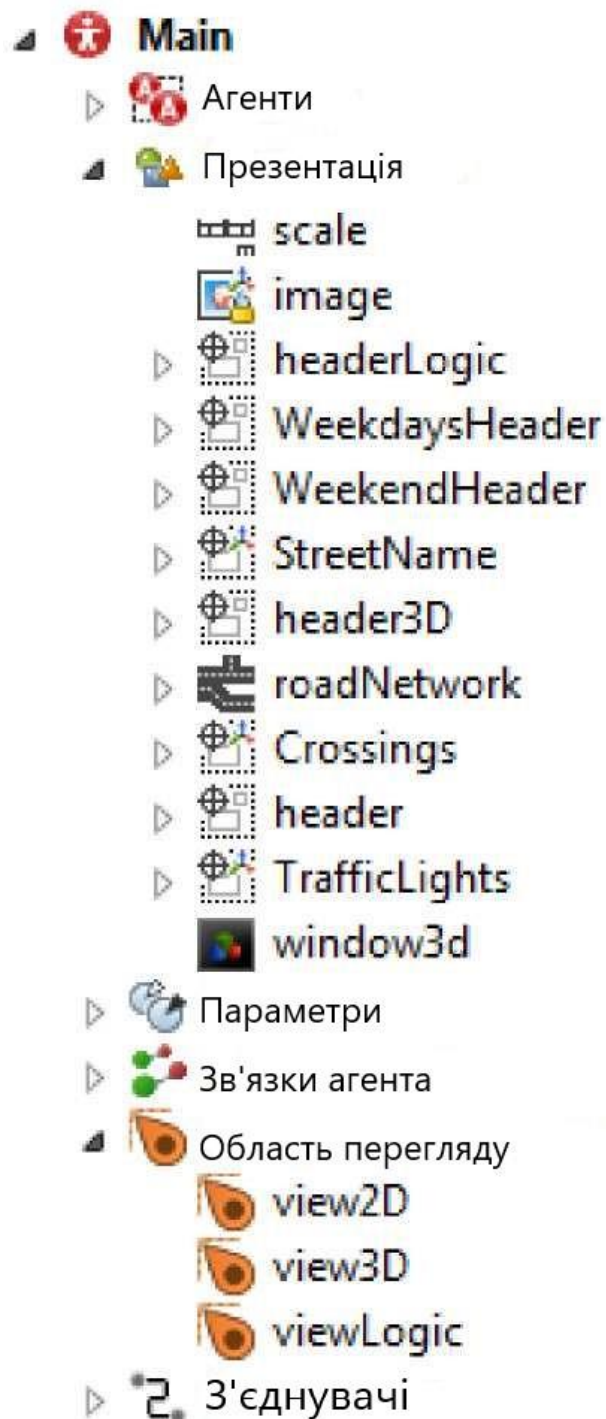 Main
Агенти
Презентація
scale
image
headerLogic
WeekdaysHeader
WeekendHeader
StreetName
header3D
roadNetwork
Crossings
header
TrafficLights
window3d
Параметри
Зв'язки агента
Область перегляду
view2D
view3D
viewLogic
З'єднувачі